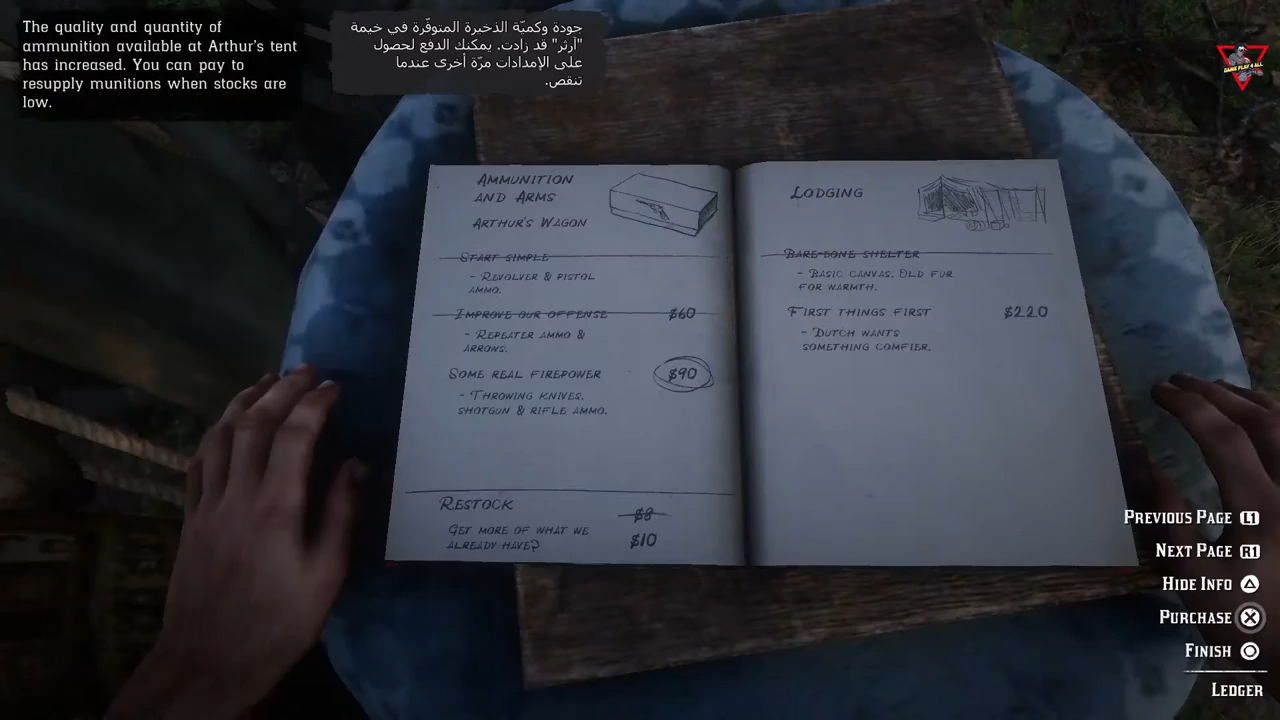 The quality and quantity of
ammunition available at Arthur's tent
has increased. You can pay to
resupply munitions when stocks are
low.
جودة وكميّة الذخيرة المتوفّرة في خيمة
"آرثر" قد زادت. يمكنك الدفع لحصول
على الإمدادات مرّة أخرى عندما
تنقص.
GAME PLAY 4 ALL
AMMUNITION
AND ARMS
ARTHUR'S WAGON
START SIMPLE
- REVOLVER & PISTOL
AMMO.
IMPROVE OUR OFFENSE $60
- REPEATER AMMO &
ARROWS.
SOME REAL FIREPOWER $90
- THROWING KNIVES.
SHOTGUN & RIFLE AMMO.
RESTOCK $8
GET MORE OF WHAT WE
ALREADY HAVE? $10
LODGING
BARE-BONE SHELTER
- BASIC CANVAS. OLD FUR
FOR WARMTH.
FIRST THINGS FIRST $220
- DUTCH WANTS
SOMETHING COMFIER.
PREVIOUS PAGE L1
NEXT PAGE R1
HIDE INFO
PURCHASE
FINISH
LEDGER